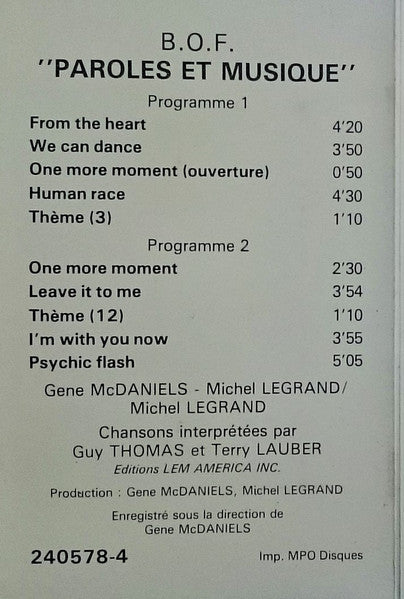 B.O.F.
"PAROLES ET MUSIQUE"
Programme 1
From the heart 4'20
We can dance 3'50
One more moment (ouverture) 0'50
Human race 4'30
Thème (3) 1'10
Programme 2
One more moment 2'30
Leave it to me 3'54
Thème (12) 1'10
I'm with you now 3'55
Psychic flash 5'05
Gene McDANIELS - Michel LEGRAND/
Michel LEGRAND
Chansons interprétées par
Guy THOMAS et Terry LAUBER
Editions LEM AMERICA INC.
Production : Gene McDANIELS, Michel LEGRAND
Enregistré sous la direction de
Gene McDANIELS
240578-4 Imp. MPO Disques